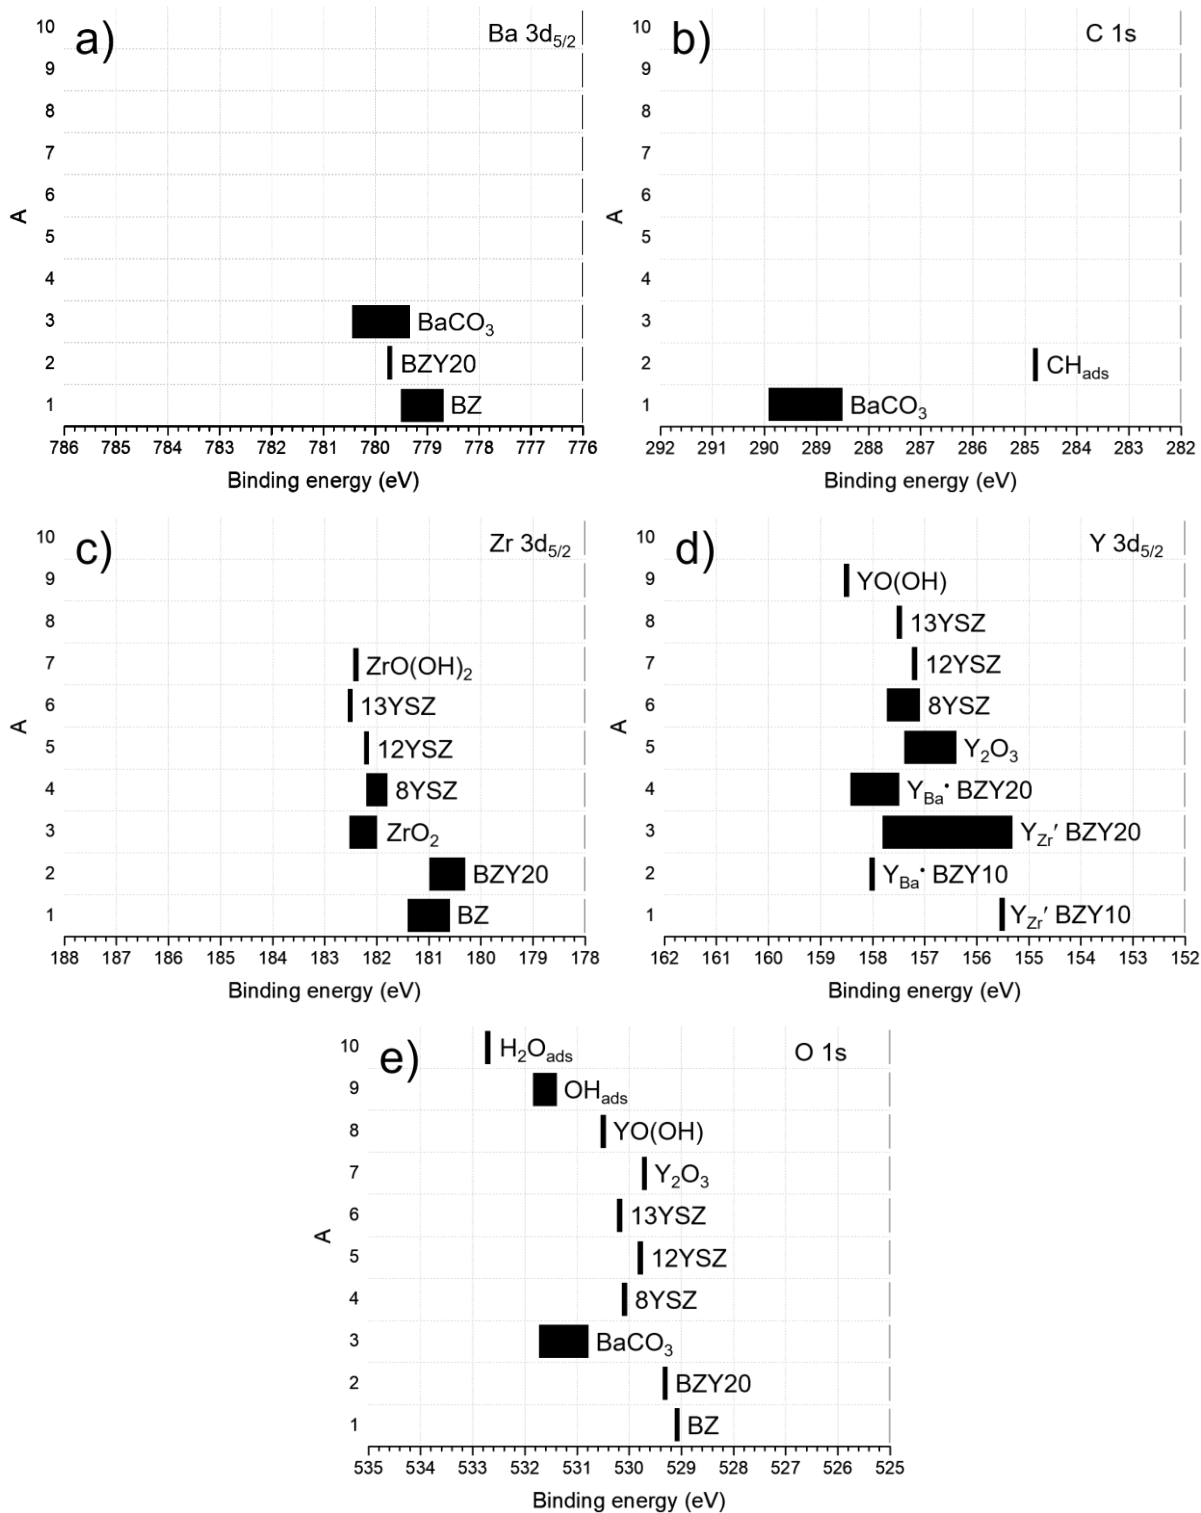 a)
Ba 3d5/2
10
9
8
7
6
5
4
3
2
1
A
BaCO3
BZY20
BZ
786 785 784 783 782 781 780 779 778 777 776
Binding energy (eV)
b)
C 1s
10
9
8
7
6
5
4
3
2
1
A
CHads
BaCO3
292 291 290 289 288 287 286 285 284 283 282
Binding energy (eV)
c)
Zr 3d5/2
10
9
8
7
6
5
4
3
2
1
A
ZrO(OH)2
13YSZ
12YSZ
8YSZ
ZrO2
BZY20
BZ
188 187 186 185 184 183 182 181 180 179 178
Binding energy (eV)
d)
Y 3d5/2
10
9
8
7
6
5
4
3
2
1
A
YO(OH)
13YSZ
12YSZ
8YSZ
Y2O3
YBa• BZY20
YZr′ BZY20
YBa• BZY10
YZr′ BZY10
162 161 160 159 158 157 156 155 154 153 152
Binding energy (eV)
e)
O 1s
10
9
8
7
6
5
4
3
2
1
A
H2Oads
OHads
YO(OH)
Y2O3
13YSZ
12YSZ
8YSZ
BaCO3
BZY20
BZ
535 534 533 532 531 530 529 528 527 526 525
Binding energy (eV)